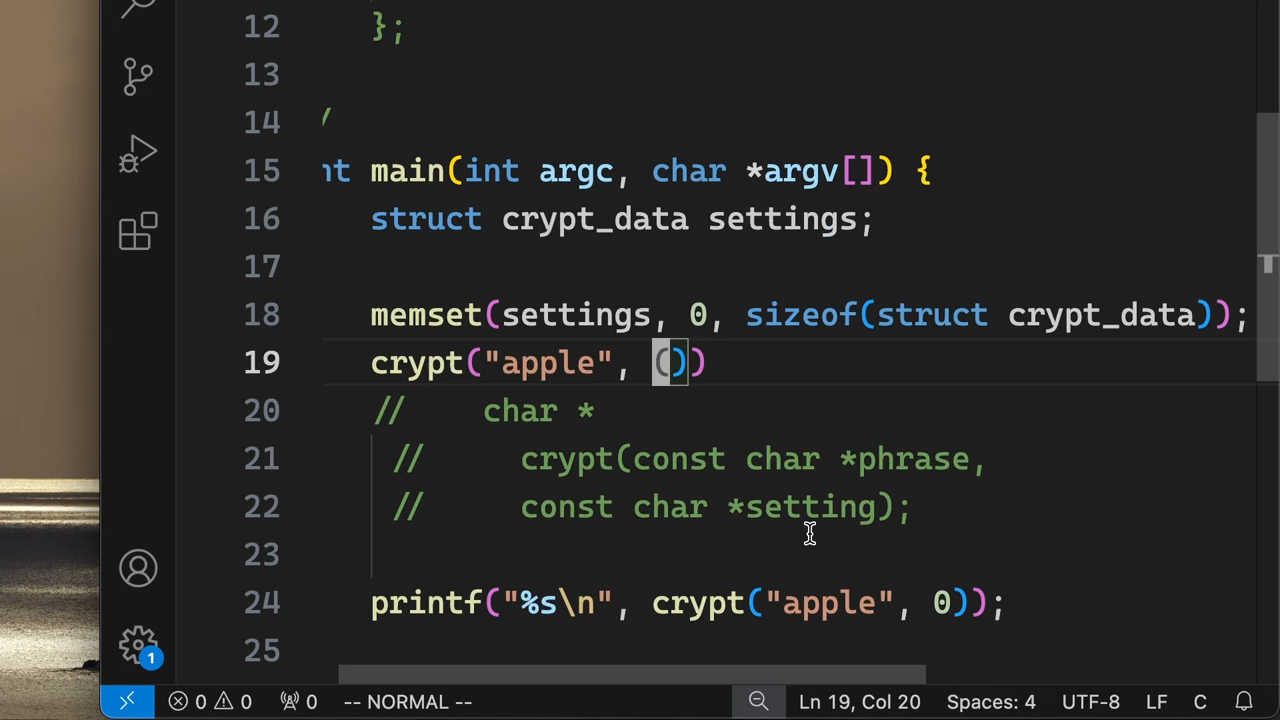 12 };
13
14 /
15 nt main(int argc, char *argv[]) {
16 struct crypt_data settings;
17
18 memset(settings, 0, sizeof(struct crypt_data));
19 crypt("apple", ())
20 // char *
21 // crypt(const char *phrase,
22 // const char *setting);
23
24 printf("%s\n", crypt("apple", 0));
25
1
0 0 0 -- NORMAL -- Ln 19, Col 20 Spaces: 4 UTF-8 LF C